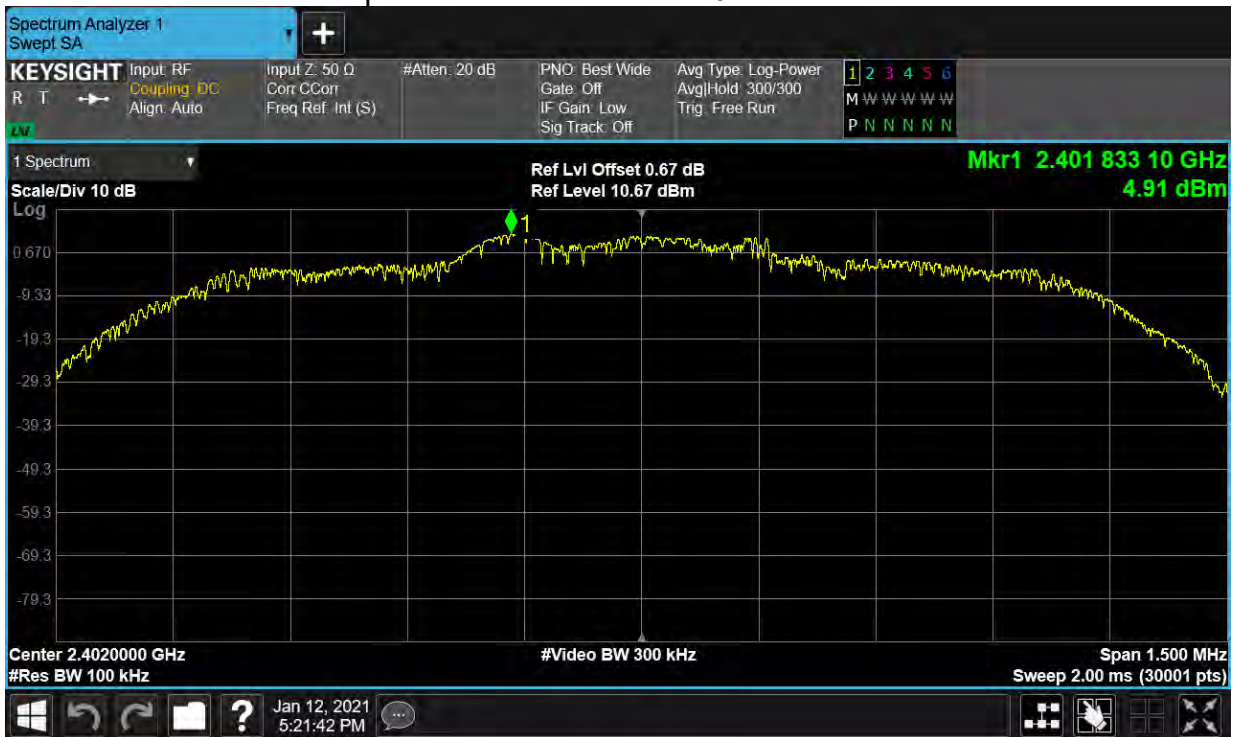 Spectrum Analyzer 1
Swept SA
+
KEYSIGHT Input: RF Input Z: 50 Ω #Atten: 20 dB PNO: Best Wide Avg Type: Log-Power 1 2 3 4 5 6
R T Coupling: DC Corr CCorr Gate: Off Avg|Hold: 300/300 M W W W W W
Align: Auto Freq Ref: Int (S) IF Gain: Low Trig: Free Run
Sig Track: Off P N N N N N
1 Spectrum
Ref Lvl Offset 0.67 dB Mkr1 2.401 833 10 GHz
Scale/Div 10 dB Ref Level 10.67 dBm 4.91 dBm
Log
1
0.670
-9.33
-19.3
-29.3
-39.3
-49.3
-59.3
-69.3
-79.3
Center 2.4020000 GHz #Video BW 300 kHz Span 1.500 MHz
#Res BW 100 kHz Sweep 2.00 ms (30001 pts)
? Jan 12, 2021
5:21:42 PM